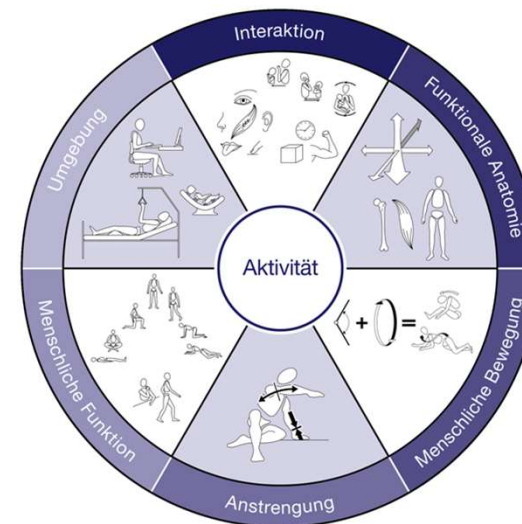 Interaktion
Funktionale Anatomie
Menschliche Bewegung
Anstrengung
Menschliche Funktion
Umgebung
Aktivität
+
=